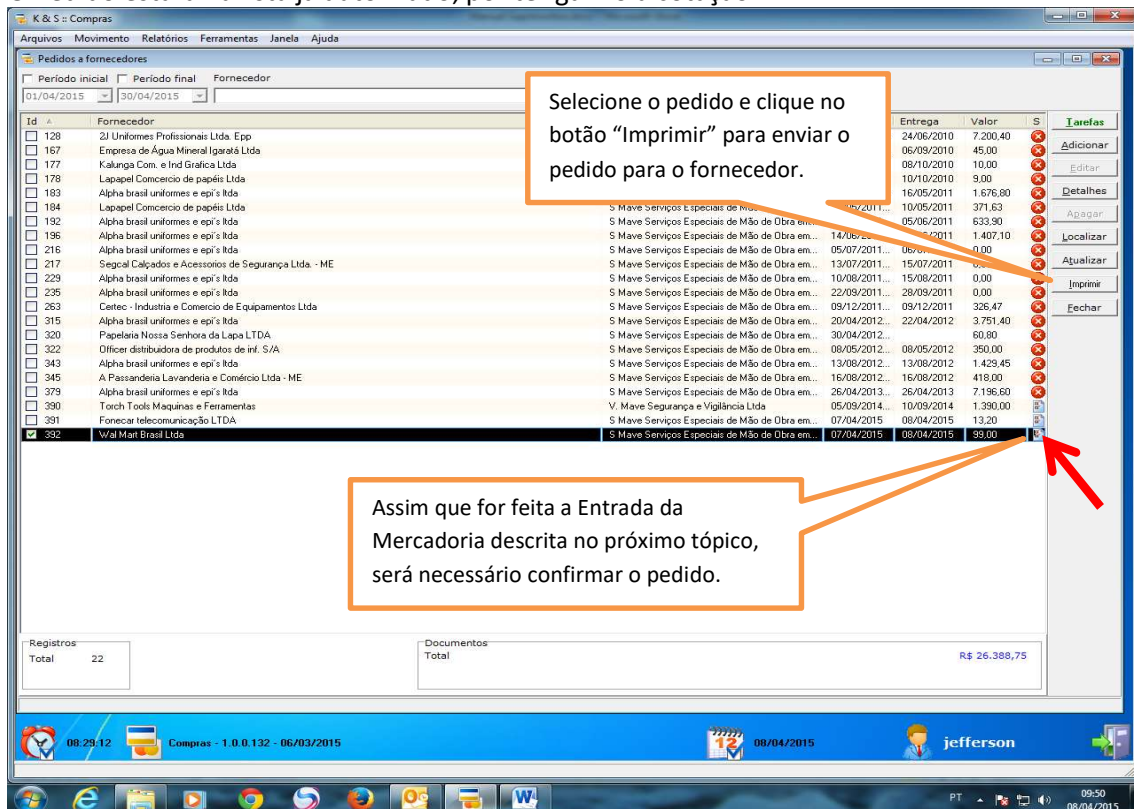 K & S :: Compras
Arquivos Movimento Relatórios Ferramentas Janela Ajuda
Pedidos a fornecedores
Período inicial Período final Fornecedor
01/04/2015 30/04/2015
Selecione o pedido e clique no
botão “Imprimir” para enviar o
pedido para o fornecedor.
Id Fornecedor Entrega Valor S
128 2J Uniformes Profissionais Ltda. Epp 24/06/2010 7.200,40
167 Empresa de Água Mineral Igaratá Ltda 06/09/2010 45,00
177 Kalunga Com. e Ind Grafica Ltda 08/10/2010 10,00
178 Lapapel Comcercio de papéis Ltda 10/10/2010 9,00
183 Alpha brasil uniformes e epi´s ltda 16/05/2011 1.676,80
184 Lapapel Comcercio de papéis Ltda S Mave Serviços Especiais de 10/05/2011 371,63
192 Alpha brasil uniformes e epi´s ltda S Mave Serviços Especiais de Mão de Obra em... 05/06/2011 633,90
196 Alpha brasil uniformes e epi´s ltda S Mave Serviços Especiais de Mão de Obra em... 1.407,10
216 Alpha brasil uniformes e epi´s ltda S Mave Serviços Especiais de Mão de Obra em... 05/07/2011... 0,00
217 Segcal Calçados e Acessorios de Segurança Ltda. - ME S Mave Serviços Especiais de Mão de Obra em... 13/07/2011... 15/07/2011
229 Alpha brasil uniformes e epi´s ltda S Mave Serviços Especiais de Mão de Obra em... 10/08/2011... 15/08/2011 0,00
235 Alpha brasil uniformes e epi´s ltda S Mave Serviços Especiais de Mão de Obra em... 22/09/2011... 28/09/2011 0,00
263 Certec - Industria e Comercio de Equipamentos Ltda S Mave Serviços Especiais de Mão de Obra em... 09/12/2011... 09/12/2011 326,47
315 Alpha brasil uniformes e epi´s ltda S Mave Serviços Especiais de Mão de Obra em... 20/04/2012... 22/04/2012 3.751,40
320 Papelaria Nossa Senhora da Lapa LTDA S Mave Serviços Especiais de Mão de Obra em... 30/04/2012... 60,80
322 Officer distribuidora de produtos de inf. S/A S Mave Serviços Especiais de Mão de Obra em... 08/05/2012... 08/05/2012 350,00
343 Alpha brasil uniformes e epi´s ltda S Mave Serviços Especiais de Mão de Obra em... 13/08/2012... 13/08/2012 1.429,45
345 A Passanderia Lavanderia e Comércio Ltda - ME S Mave Serviços Especiais de Mão de Obra em... 16/08/2012... 16/08/2012 418,00
379 Alpha brasil uniformes e epi´s ltda S Mave Serviços Especiais de Mão de Obra em... 26/04/2013... 26/04/2013 7.196,60
390 Torch Tools Maquinas e Ferramentas V. Mave Segurança e Vigilância Ltda 05/09/2014... 10/09/2014 1.390,00
391 Fonecar telecomunicação LTDA S Mave Serviços Especiais de Mão de Obra em... 07/04/2015 08/04/2015 13,20
392 Wal Mart Brasil Ltda S Mave Serviços Especiais de Mão de Obra em... 07/04/2015 08/04/2015 99,00
Tarefas
Adicionar
Editar
Detalhes
Apagar
Localizar
Atualizar
Imprimir
Fechar
Assim que for feita a Entrada da
Mercadoria descrita no próximo tópico,
será necessário confirmar o pedido.
Registros
Total 22
Documentos
Total R$ 26.388,75
08:29:12 Compras - 1.0.0.132 - 06/03/2015 12 08/04/2015 jefferson
PT 09:50
08/04/2015